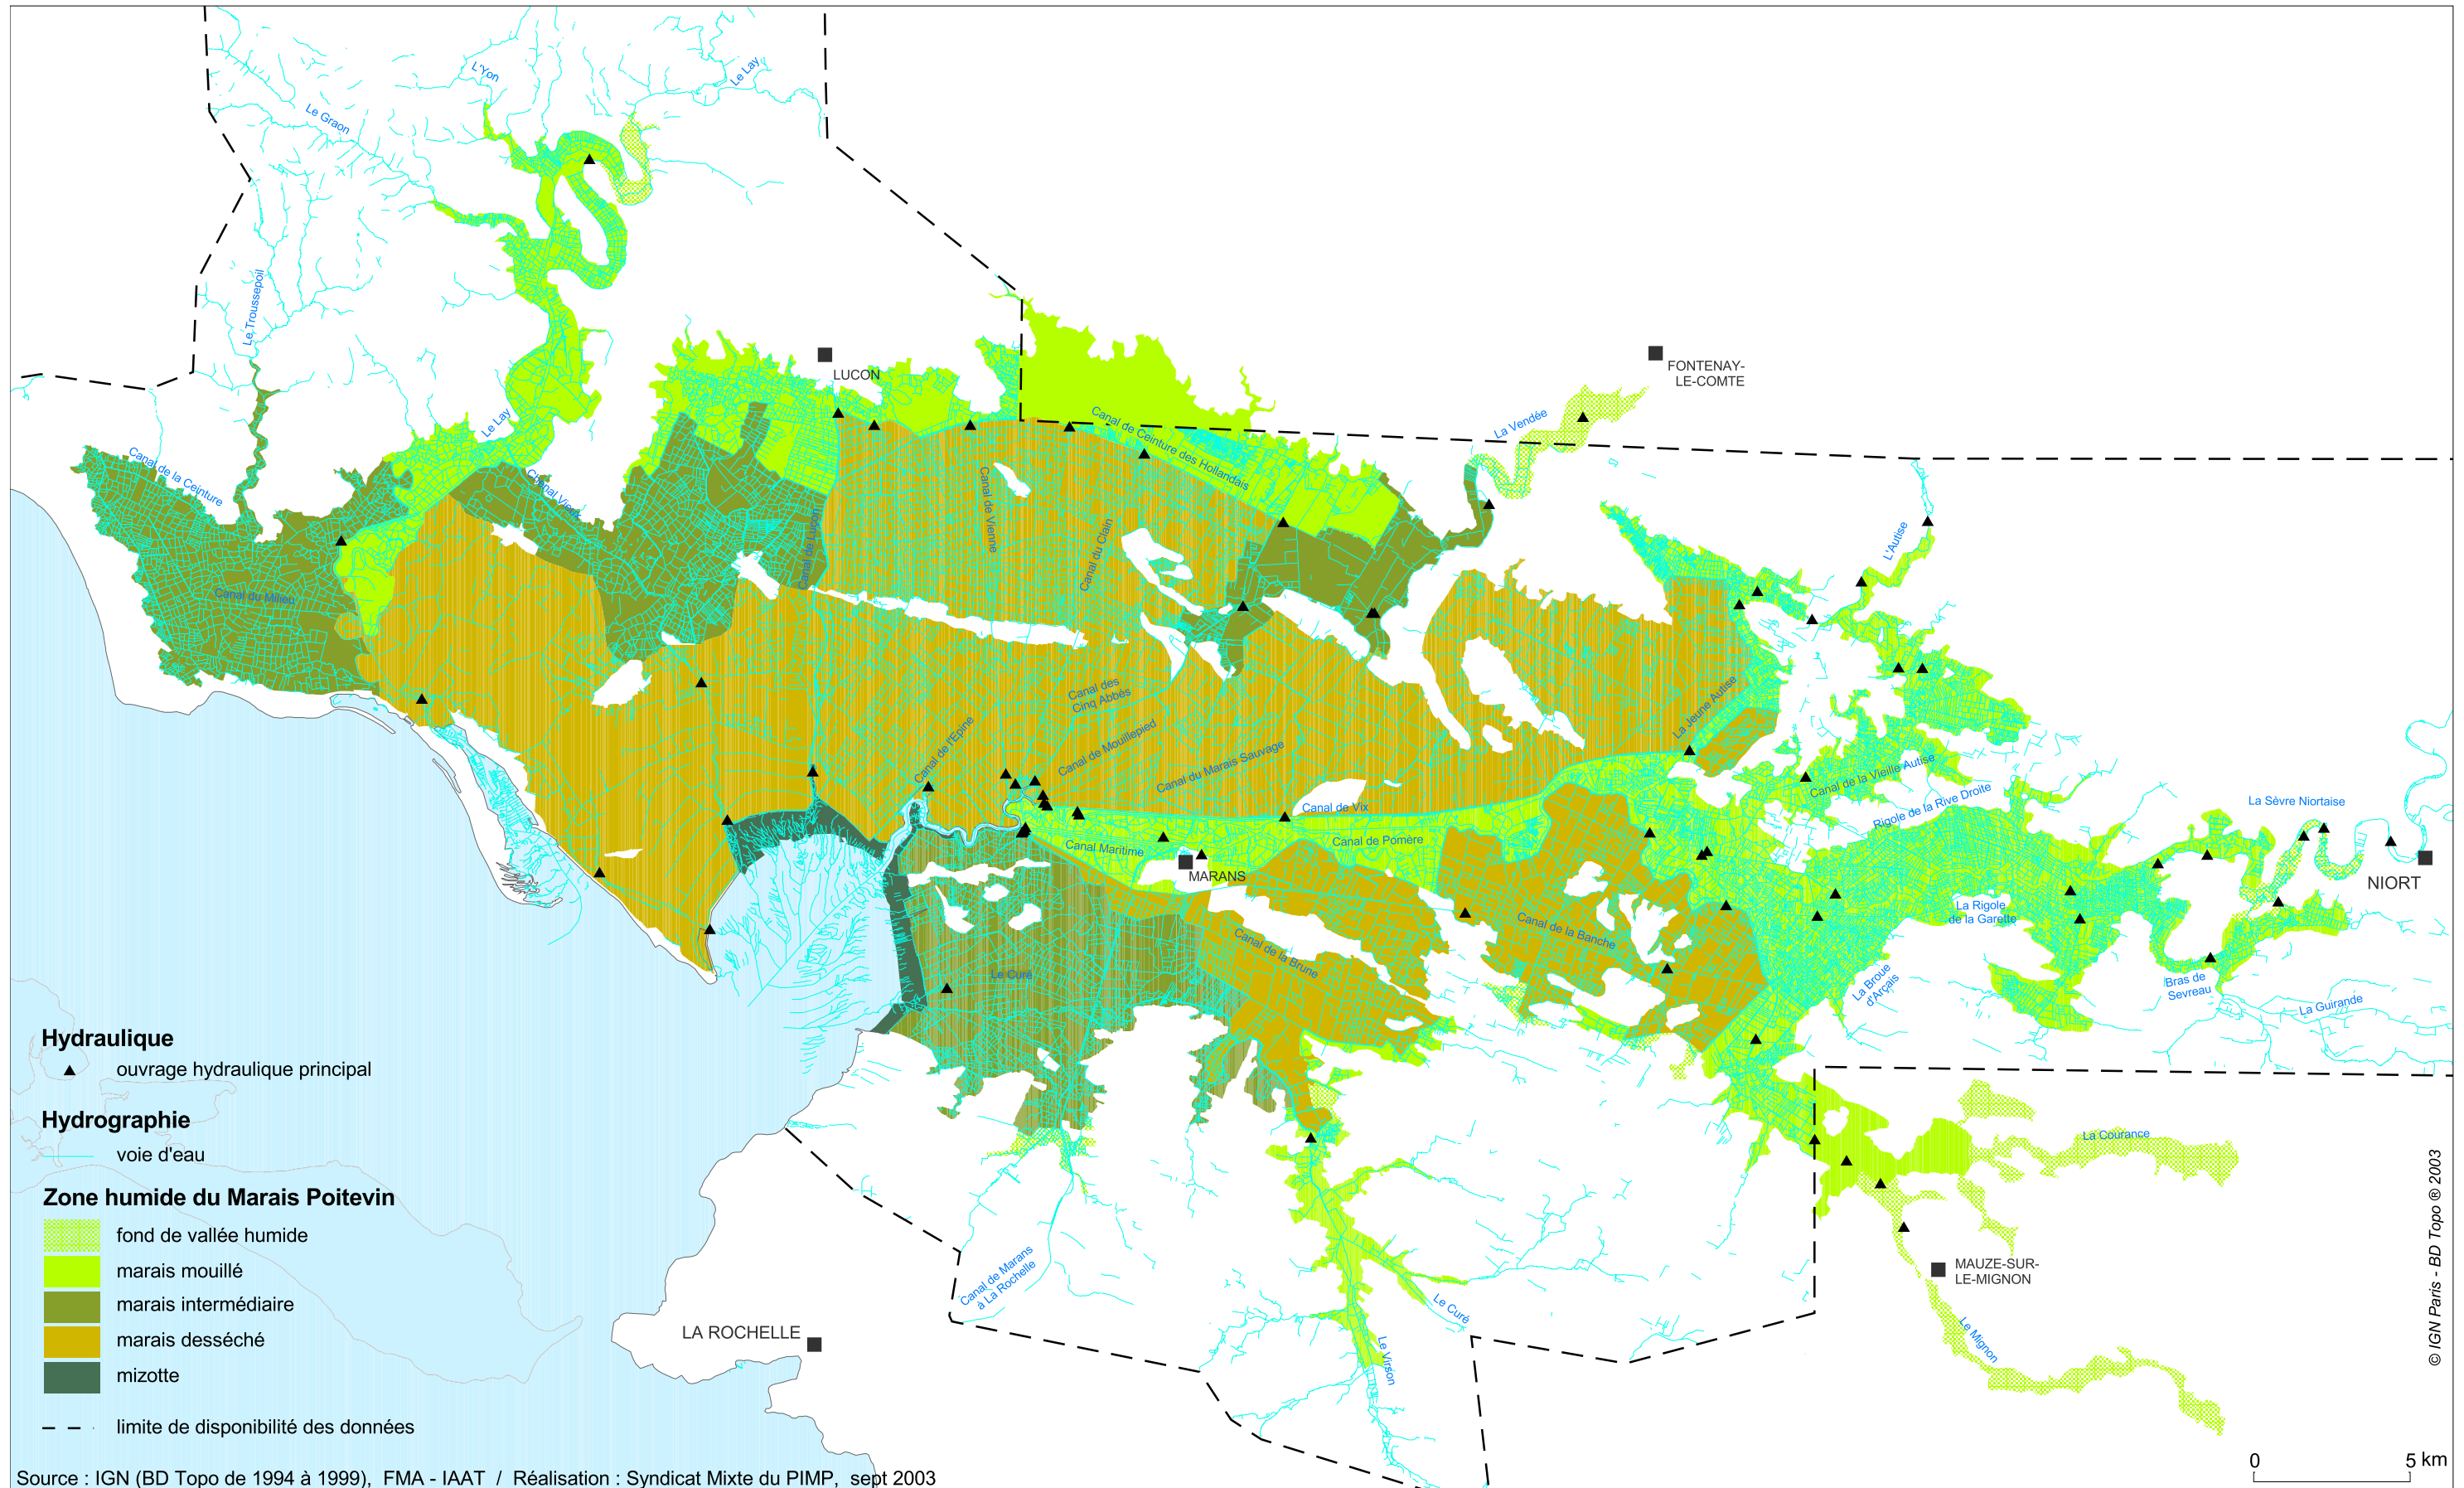 L'Yon
Le Lay
Le Graon
Le Troussepoil
LUCON
FONTENAY-
LE-COMTE
Le Lay
La Vendée
Canal de Ceinture des Hollandais
Canal de la Ceinture
Chenal Vieux
Canal de Vienne
Canal de Luçon
Canal du Clain
L'Autise
Canal du Milieu
Canal des
Cinq Abbés
La Jeune Autise
Canal de l'Epine
Canal de Mouillepied
Canal du Marais Sauvage
Canal de la Vieille Autise
Rigole de la Rive Droite
La Sèvre Niortaise
Canal de Vix
Canal de Pomère
Canal Maritime
MARANS
NIORT
La Rigole
de la Garette
Canal de la Banche
Canal de la Brune
Le Curé
La Broue
d'Arçais
Bras de
Sevreau
La Guirande
Hydraulique
ouvrage hydraulique principal
Hydrographie
voie d'eau
Zone humide du Marais Poitevin
fond de vallée humide
marais mouillé
marais intermédiaire
marais desséché
mizotte
limite de disponibilité des données
La Courance
Canal de Marans
à La Rochelle
MAUZE-SUR-
LE-MIGNON
Le Curé
Le Virson
Le Mignon
LA ROCHELLE
© IGN Paris - BD Topo ® 2003
0 5 km
Source : IGN (BD Topo de 1994 à 1999), FMA - IAAT / Réalisation : Syndicat Mixte du PIMP, sept 2003